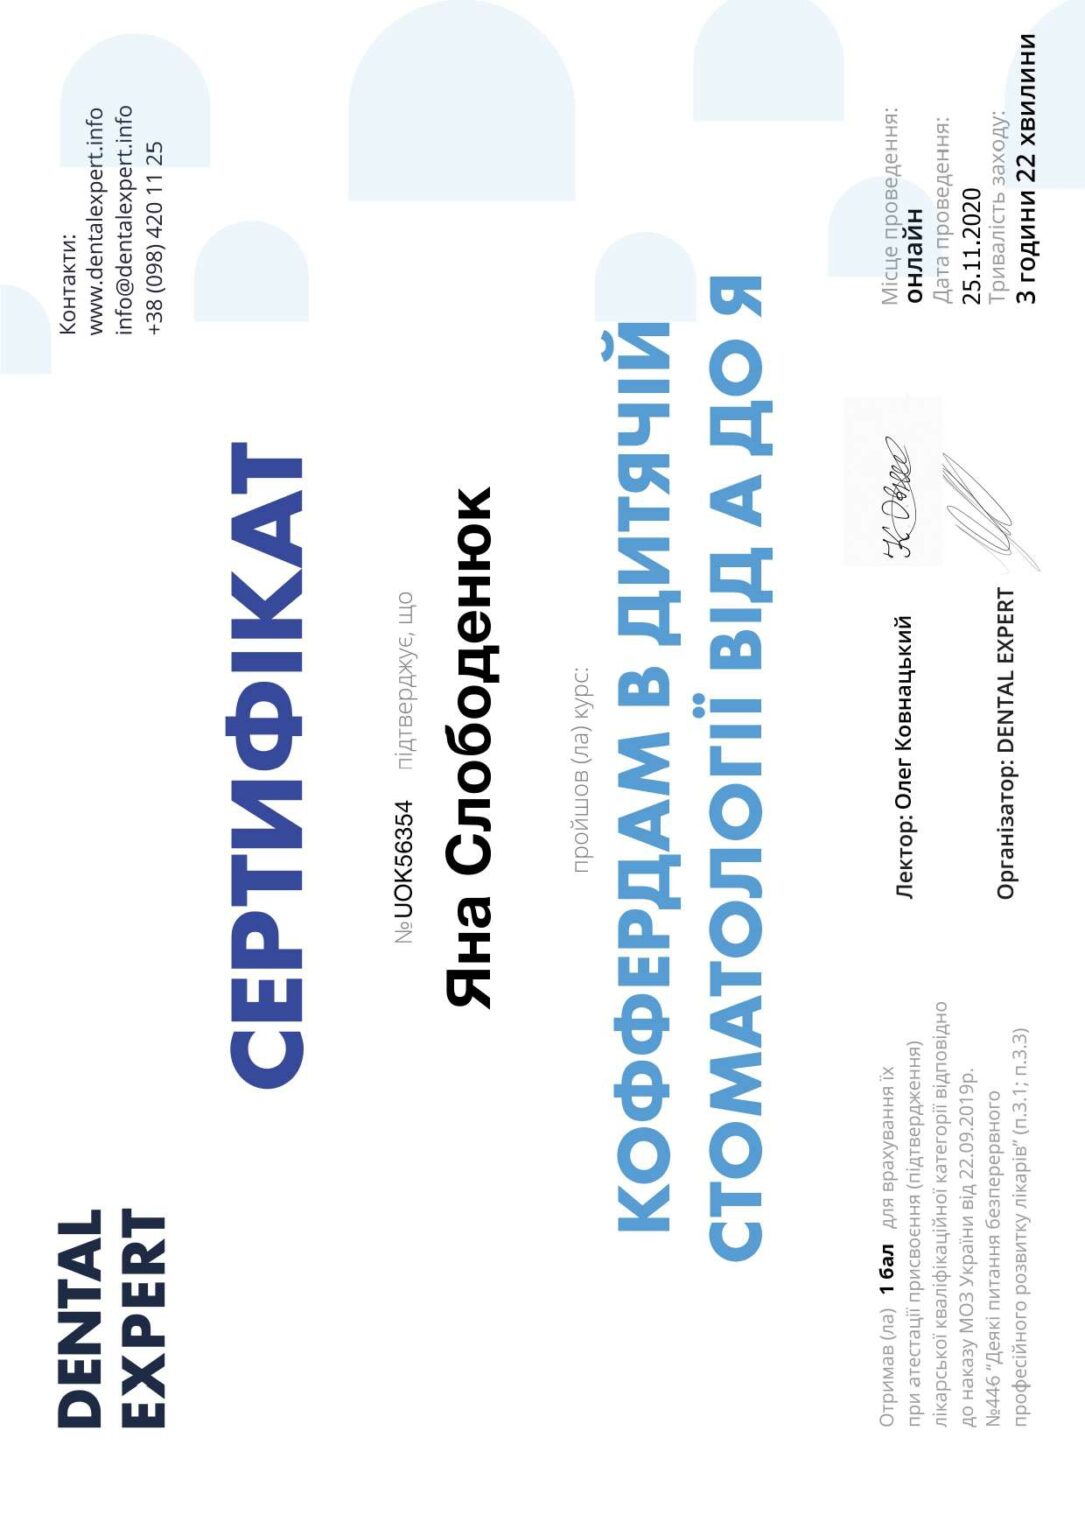 DENTAL
EXPERT
Контакти:
www.dentalexpert.info
info@dentalexpert.info
+38 (098) 420 11 25
СЕРТИФІКАТ
№UOK56354 підтверджує, що
Яна Слободенюк
пройшов (ла) курс:
КОФФЕРДАМ В ДИТЯЧІЙ
СТОМАТОЛОГІЇ ВІД А ДО Я
Отримав (ла) 1 бал для врахування їх
при атестації присвоєння (підтвердження)
лікарської кваліфікаційної категорії відповідно
до наказу МОЗ України від 22.09.2019р.
№446 “Деякі питання безперервного
професійного розвитку лікарів” (п.3.1; п.3.3)
Лектор: Олег Ковнацький
Організатор: DENTAL EXPERT
Місце проведення:
онлайн
Дата проведення:
25.11.2020
Тривалість заходу:
3 години 22 хвилини